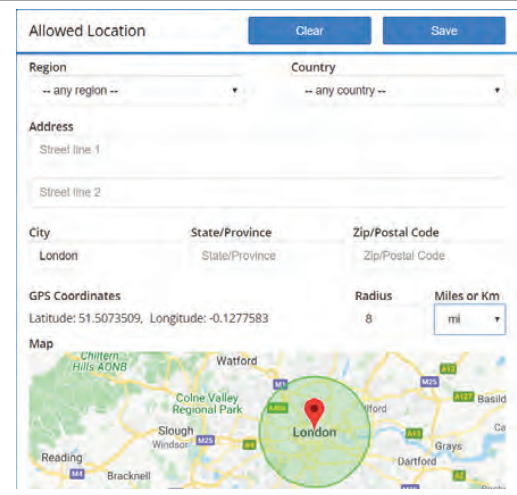 Allowed Location Clear Save
Region Country
-- any region -- -- any country --
Address
Street line 1
Street line 2
City State/Province Zip/Postal Code
London State/Province Zip/Postal Code
GPS Coordinates Radius Miles or Km
Latitude: 51.5073509, Longitude: -0.1277583 8 mi
Map
Chiltern
Hills AONB
Watford
A12
M1 M25
Colne Valley
Regional Park
A406 Ilford A127 Basild
Slough London Ca
Windsor M25 A4 A13 Grays
Reading Dartford
M4 Bracknell A2